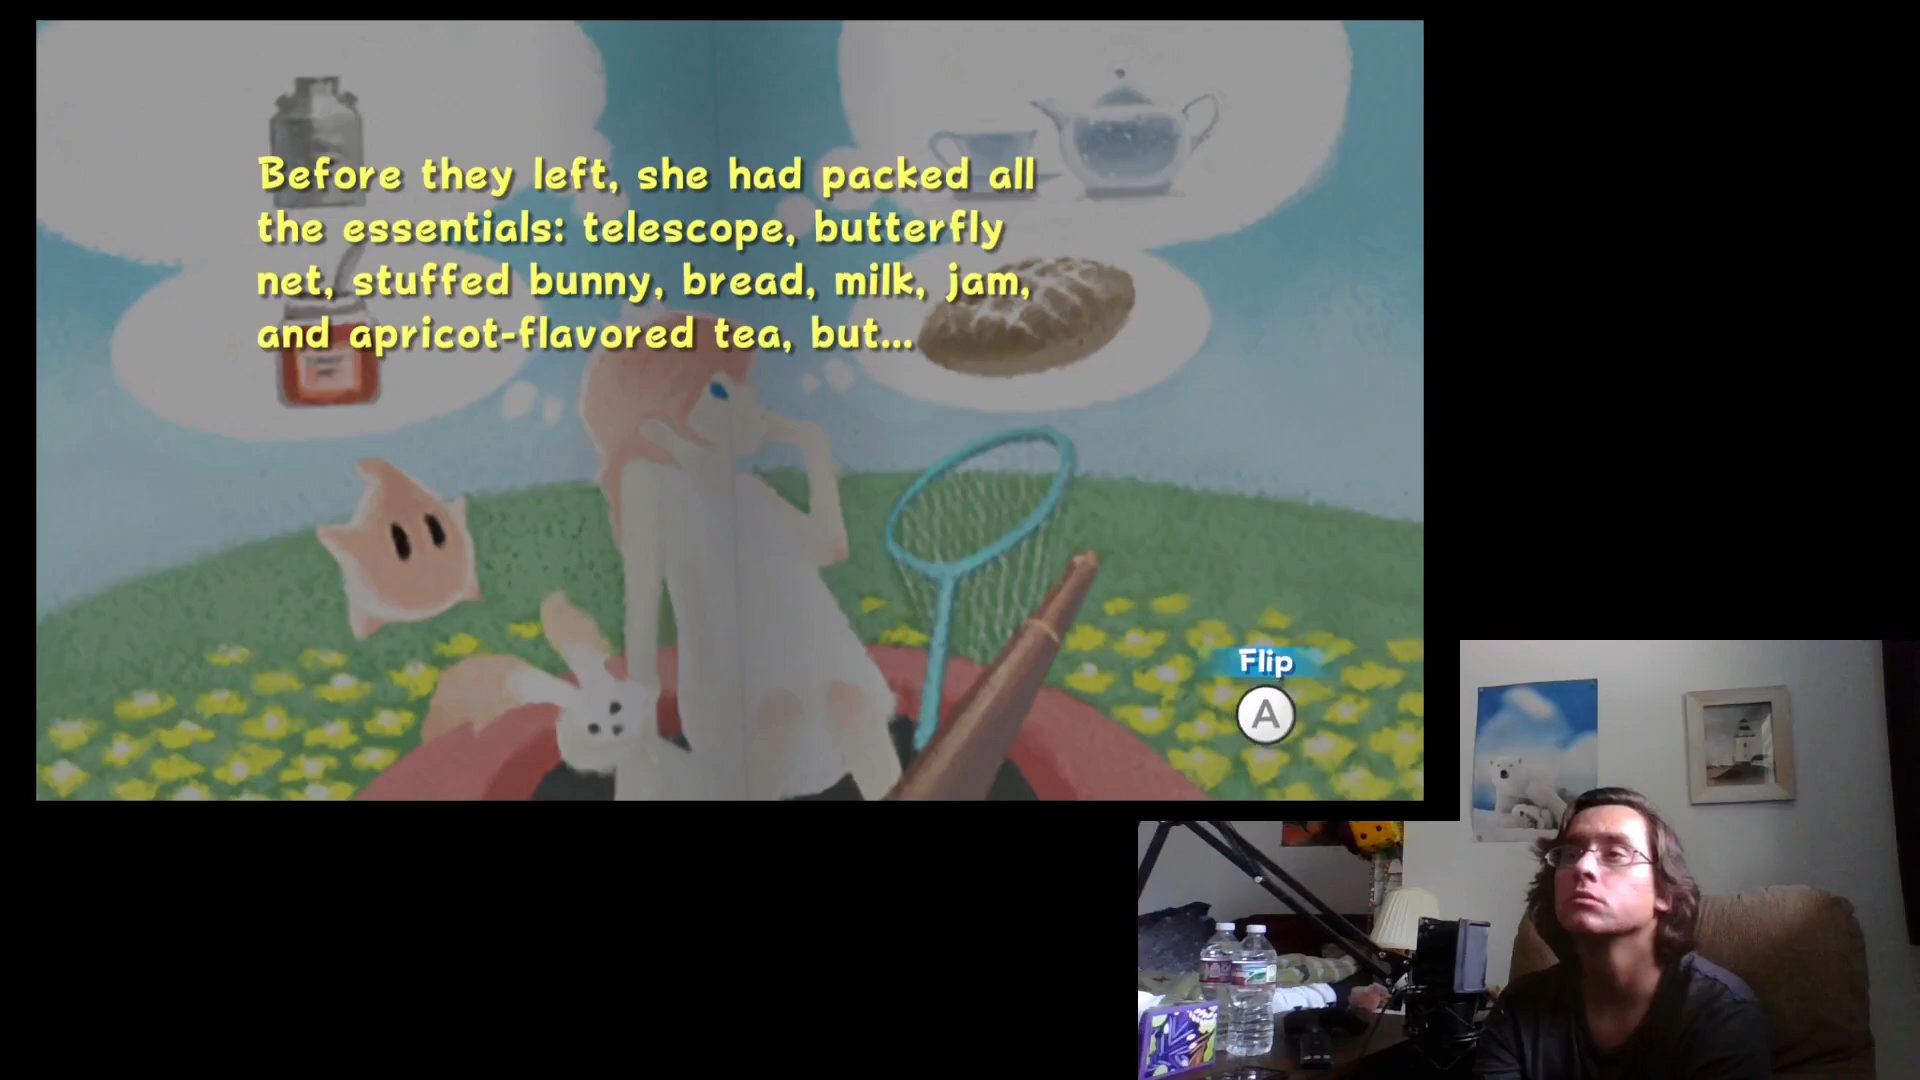 Before they left, she had packed all
the essentials: telescope, butterfly
net, stuffed bunny, bread, milk, jam,
and apricot-flavored tea, but...
Flip
A